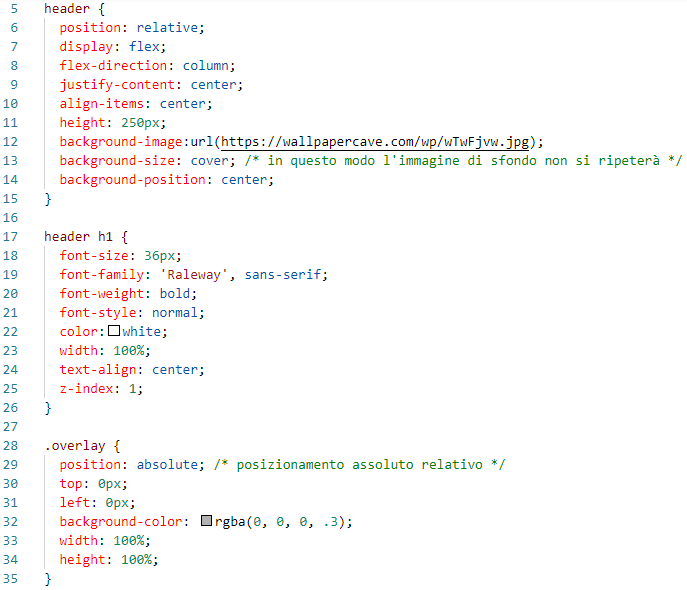 5 header {
6 position: relative;
7 display: flex;
8 flex-direction: column;
9 justify-content: center;
10 align-items: center;
11 height: 250px;
12 background-image:url(https://wallpapercave.com/wp/wTwFjvw.jpg);
13 background-size: cover; /* in questo modo l'immagine di sfondo non si ripeterà */
14 background-position: center;
15 }
16
17 header h1 {
18 font-size: 36px;
19 font-family: 'Raleway', sans-serif;
20 font-weight: bold;
21 font-style: normal;
22 color:white;
23 width: 100%;
24 text-align: center;
25 z-index: 1;
26 }
27
28 .overlay {
29 position: absolute; /* posizionamento assoluto relativo */
30 top: 0px;
31 left: 0px;
32 background-color: rgba(0, 0, 0, .3);
33 width: 100%;
34 height: 100%;
35 }